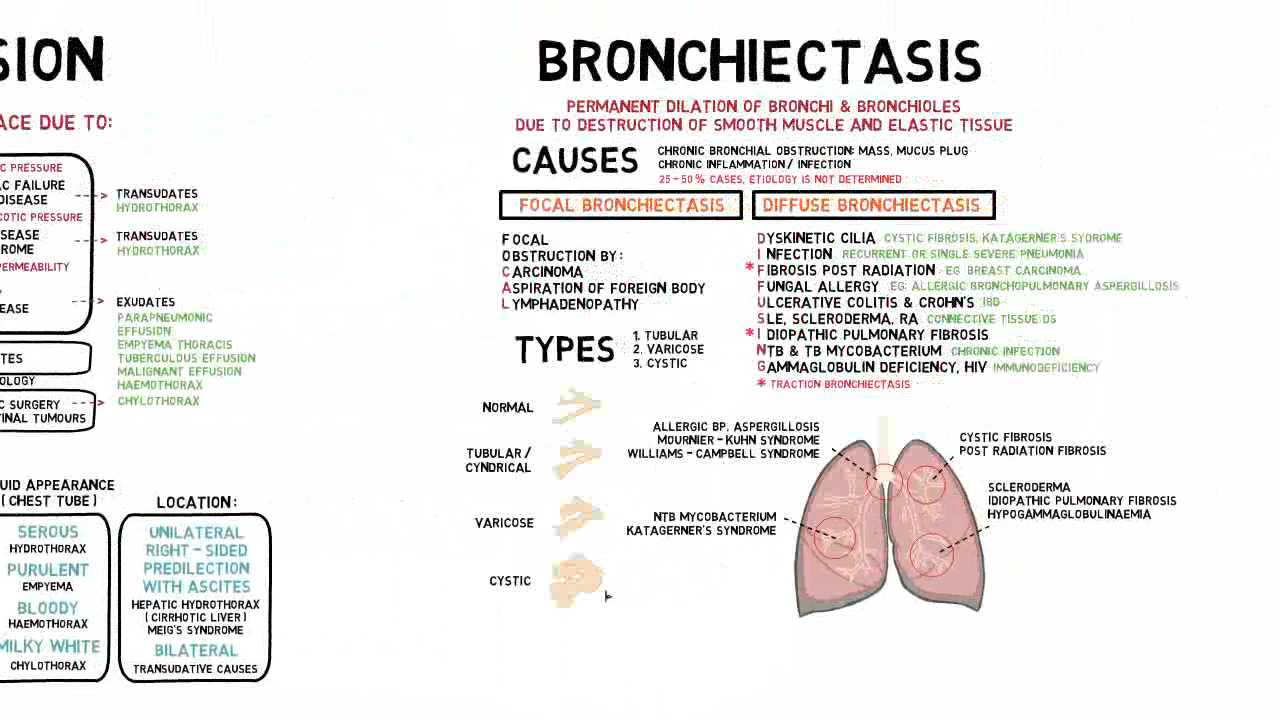 SION
ACE DUE TO:
C PRESSURE
AC FAILURE
DISEASE
COTIC PRESSURE
SEASE
ROME
PERMEABILITY
EASE
TRANSUDATES
HYDROTHORAX
TRANSUDATES
HYDROTHORAX
EXUDATES
PARAPNEUMONIC
EFFUSION
EMPYEMA THORACIS
TUBERCULOUS EFFUSION
MALIGNANT EFFUSION
HAEMOTHORAX
CHYLOTHORAX
TES
OLOGY
C SURGERY
TINAL TUMOURS
UID APPEARANCE
(CHEST TUBE)
SEROUS
HYDROTHORAX
PURULENT
EMPYEMA
BLOODY
HAEMOTHORAX
MILKY WHITE
CHYLOTHORAX
LOCATION:
UNILATERAL
RIGHT - SIDED
PREDILECTION
WITH ASCITES
HEPATIC HYDROTHORAX
(CIRRHOTIC LIVER)
MEIG'S SYNDROME
BILATERAL
TRANSUDATIVE CAUSES
BRONCHIECTASIS
PERMANENT DILATION OF BRONCHI & BRONCHIOLES
DUE TO DESTRUCTION OF SMOOTH MUSCLE AND ELASTIC TISSUE
CAUSES
CHRONIC BRONCHIAL OBSTRUCTION: MASS, MUCUS PLUG
CHRONIC INFLAMMATION / INFECTION
25-50% CASES, ETIOLOGY IS NOT DETERMINED
FOCAL BRONCHIECTASIS
FOCAL
OBSTRUCTION BY:
CARCINOMA
ASPIRATION OF FOREIGN BODY
LYMPHADENOPATHY
DIFFUSE BRONCHIECTASIS
DYSKINETIC CILIA CYSTIC FIBROSIS, KATAGERNER'S SYDROME
INFECTION RECURRENT OR SINGLE SEVERE PNEUMONIA
* FIBROSIS POST RADIATION EG BREAST CARCINOMA
FUNGAL ALLERGY EG: ALLERGIC BRONCHOPULMONARY ASPERGILLOSIS
ULCERATIVE COLITIS & CROHN'S IBD
SLE, SCLERODERMA, RA CONNECTIVE TISSUE DS
* IDIOPATHIC PULMONARY FIBROSIS
NTB & TB MYCOBACTERIUM CHRONIC INFECTION
GAMMAGLOBULIN DEFICIENCY, HIV IMMUNODEFICIENCY
* TRACTION BRONCHIECTASIS
TYPES
1. TUBULAR
2. VARICOSE
3. CYSTIC
NORMAL
TUBULAR /
CYNDRICAL
VARICOSE
CYSTIC
ALLERGIC BP. ASPERGILLOSIS
MOURNIER - KUHN SYNDROME
WILLIAMS - CAMPBELL SYNDROME
NTB MYCOBACTERIUM
KATAGERNER'S SYNDROME
CYSTIC FIBROSIS
POST RADIATION FIBROSIS
SCLERODERMA
IDIOPATHIC PULMONARY FIBROSIS
HYPOGAMMAGLOBULINAEMIA